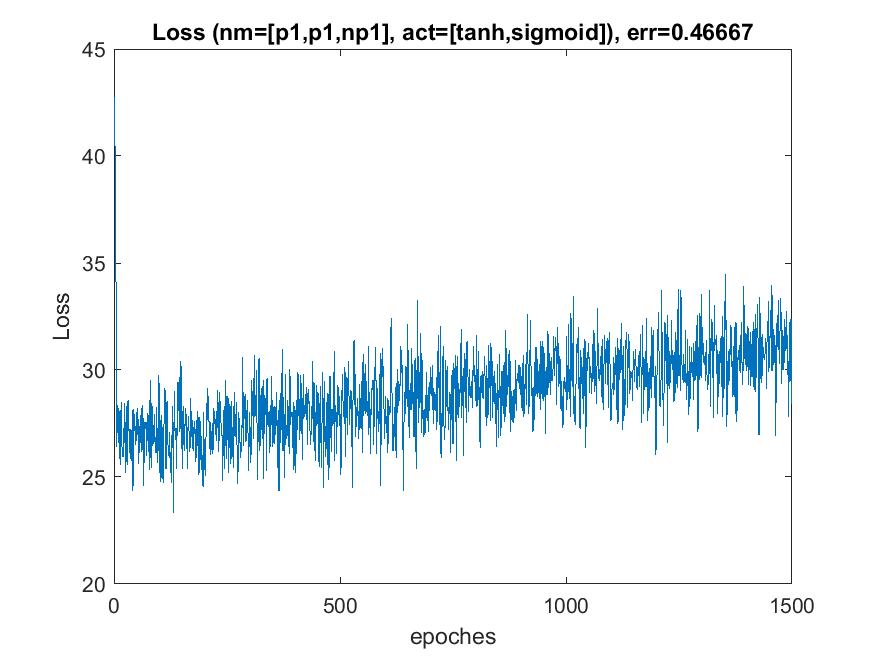 Loss (nm=[p1,p1,np1], act=[tanh,sigmoid]), err=0.46667
45
40
35
30
25
20
Loss
0 500 1000 1500
epoches